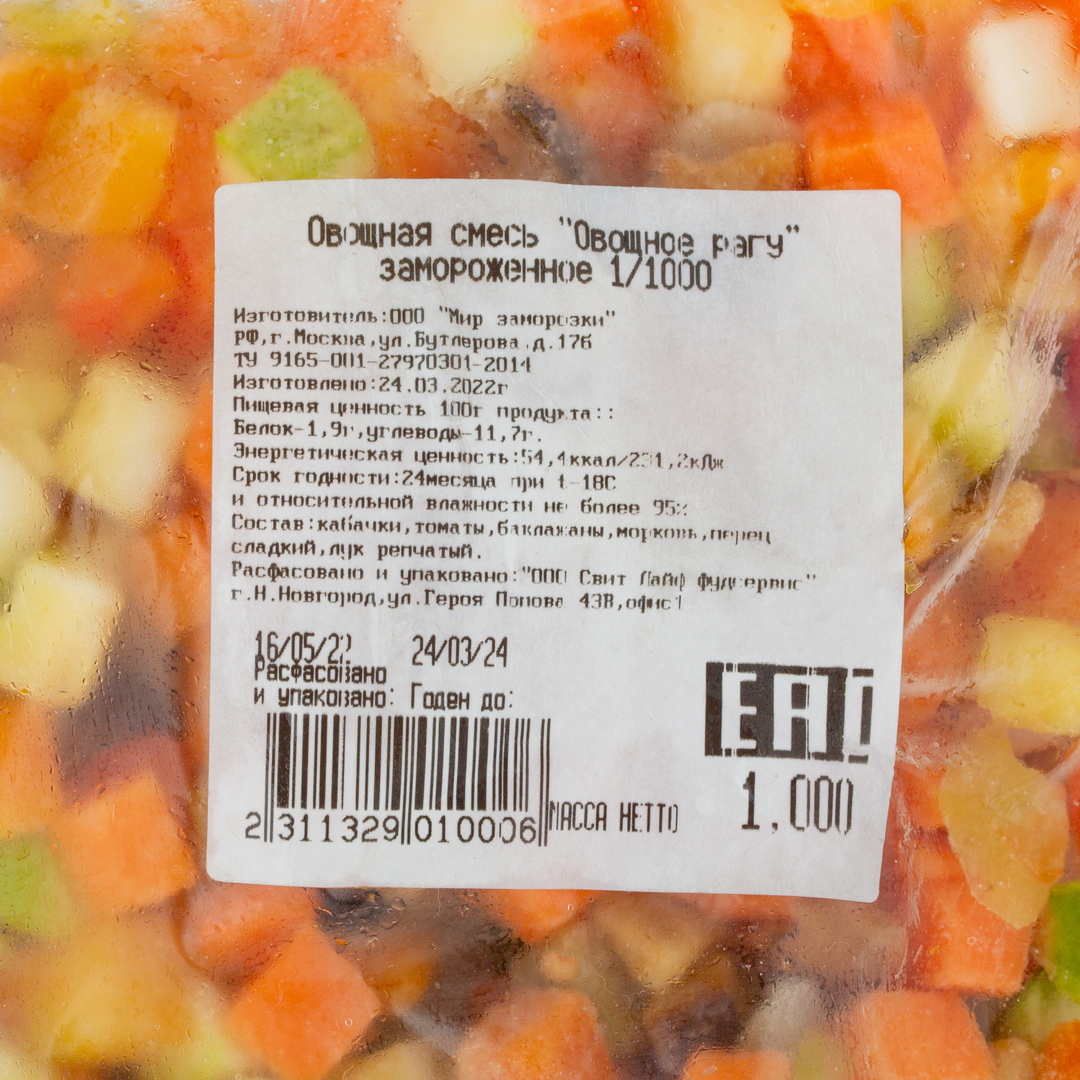 Овощная смесь "Овощное рагу"
замороженное 1/1000
Изготовитель:ООО "Мир заморозки"
РФ,г.Москва,ул.Бутлерова,д.17б
ТУ 9165-001-27970301-2014
Изготовлено:24.03.2022г
Пищевая ценность 100г продукта::
Белок-1,9г,углеводы-11,7г.
Энергетическая ценность:54,4ккал/231,2кДж
Срок годности:24месяца при t-18С
и относительной влажности не более 95%
Состав:кабачки,томаты,баклажаны,морковь,перец
сладкий,лук репчатый.
Расфасовано и упаковано:"ООО Свит Лайф фудсервис"
г.Н.Новгород,ул.Героя Попова 43В,офис1
16/05/22 24/03/24
Расфасовано
и упаковано: Годен до:
ЕАС
2 311329 010006 МАССА НЕТТО 1,000